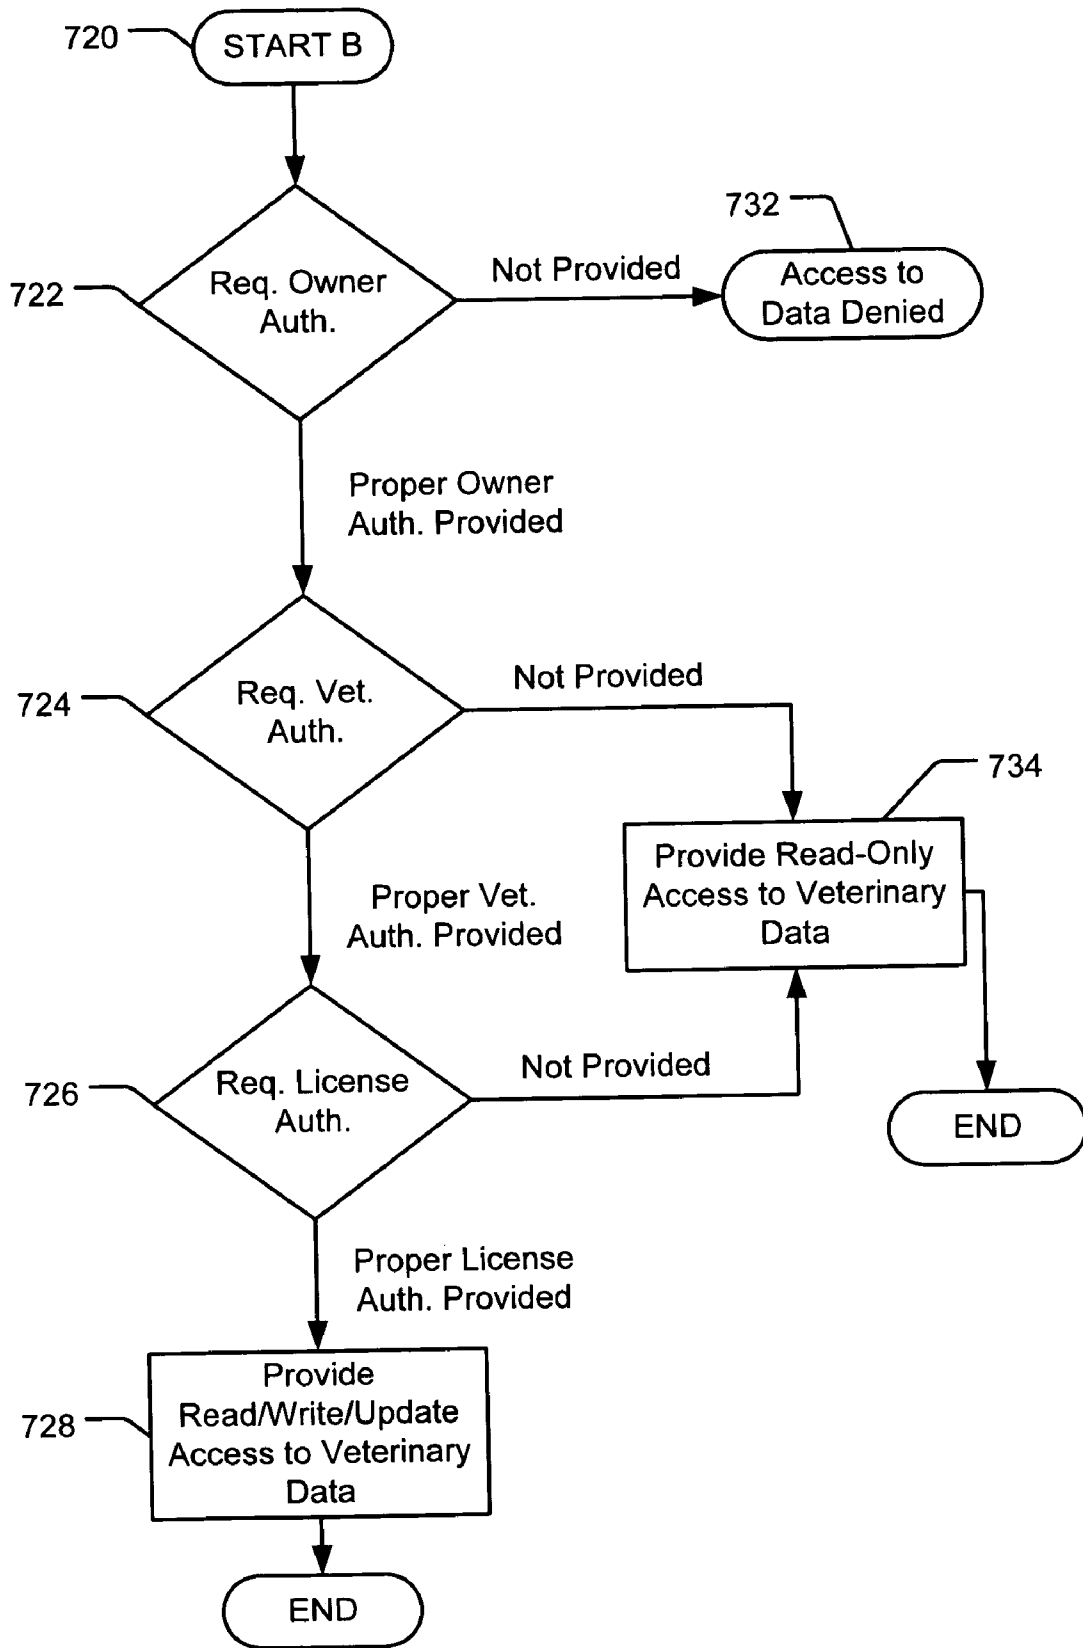 720
START B
732
722
Req. Owner
Auth.
Not Provided
Access to
Data Denied
Proper Owner
Auth. Provided
724
Req. Vet.
Auth.
Not Provided
734
Provide Read-Only
Access to Veterinary
Data
Proper Vet.
Auth. Provided
726
Req. License
Auth.
Not Provided
END
Proper License
Auth. Provided
728
Provide
Read/Write/Update
Access to Veterinary
Data
END